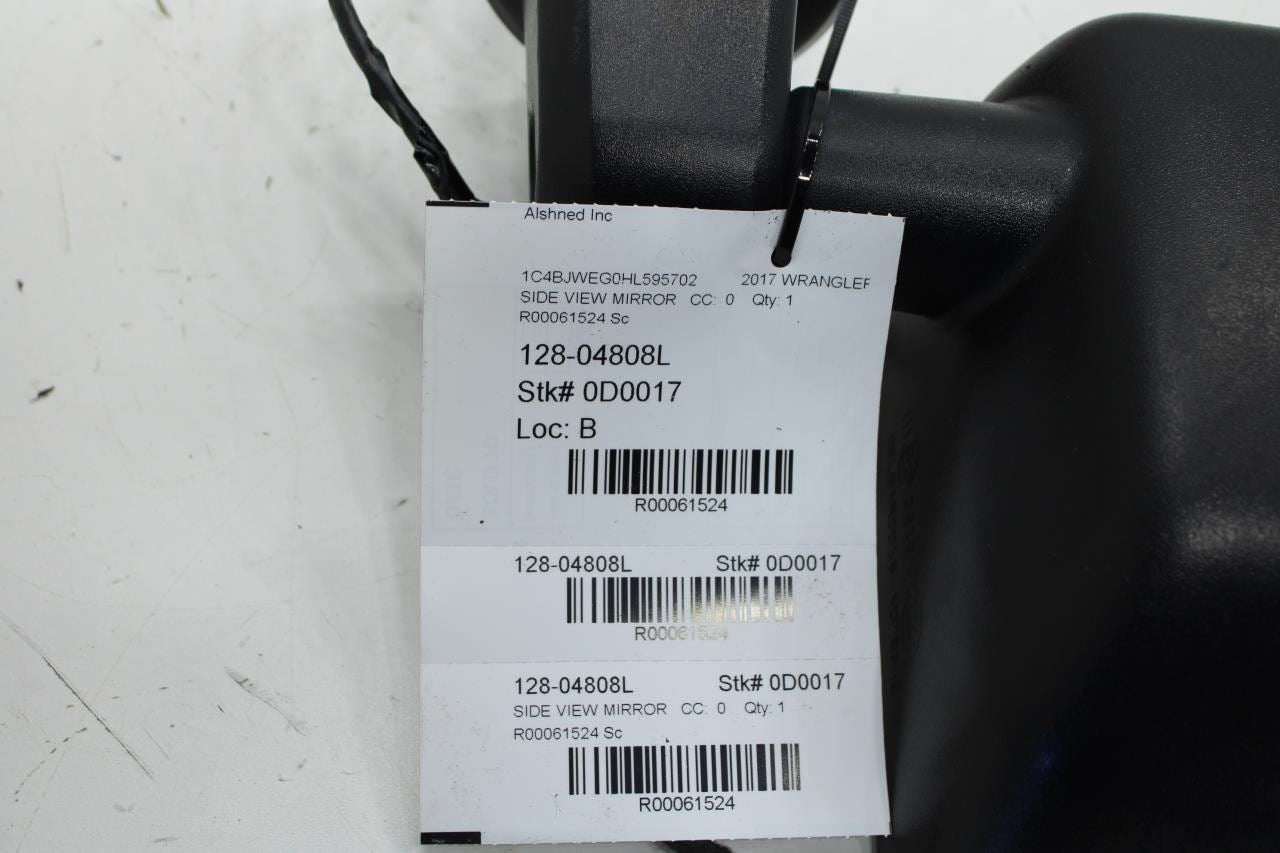 Alshned Inc
1C4BJWEG0HL595702 2017 WRANGLER
SIDE VIEW MIRROR CC: 0 Qty: 1
R00061524 Sc
128-04808L
Stk# 0D0017
Loc: B
R00061524
128-04808L Stk# 0D0017
R00061524
128-04808L Stk# 0D0017
SIDE VIEW MIRROR CC: 0 Qty: 1
R00061524 Sc
R00061524